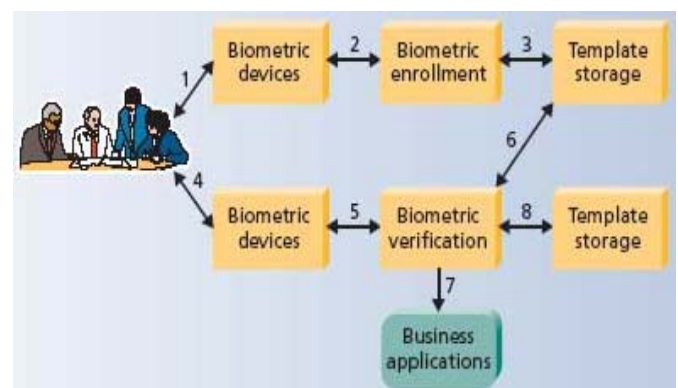 1
Biometric
devices
2
Biometric
enrollment
3
Template
storage
4
Biometric
devices
5
Biometric
verification
6
8
Template
storage
7
Business
applications